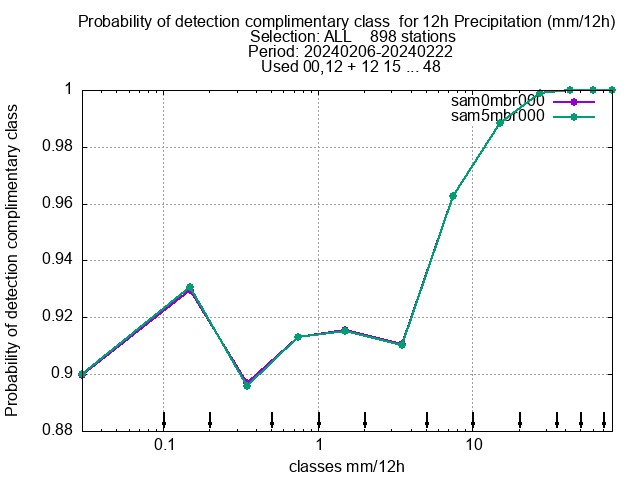 Probability of detection complimentary class  for 12h Precipitation (mm/12h)
Selection: ALL    898 stations
Period: 20240206-20240222
Used 00,12 + 12 15 ... 48
sam0mbr000
sam5mbr000
Probability of detection complimentary class
1
0.98
0.96
0.94
0.92
0.9
0.88
0.1
1
10
classes mm/12h